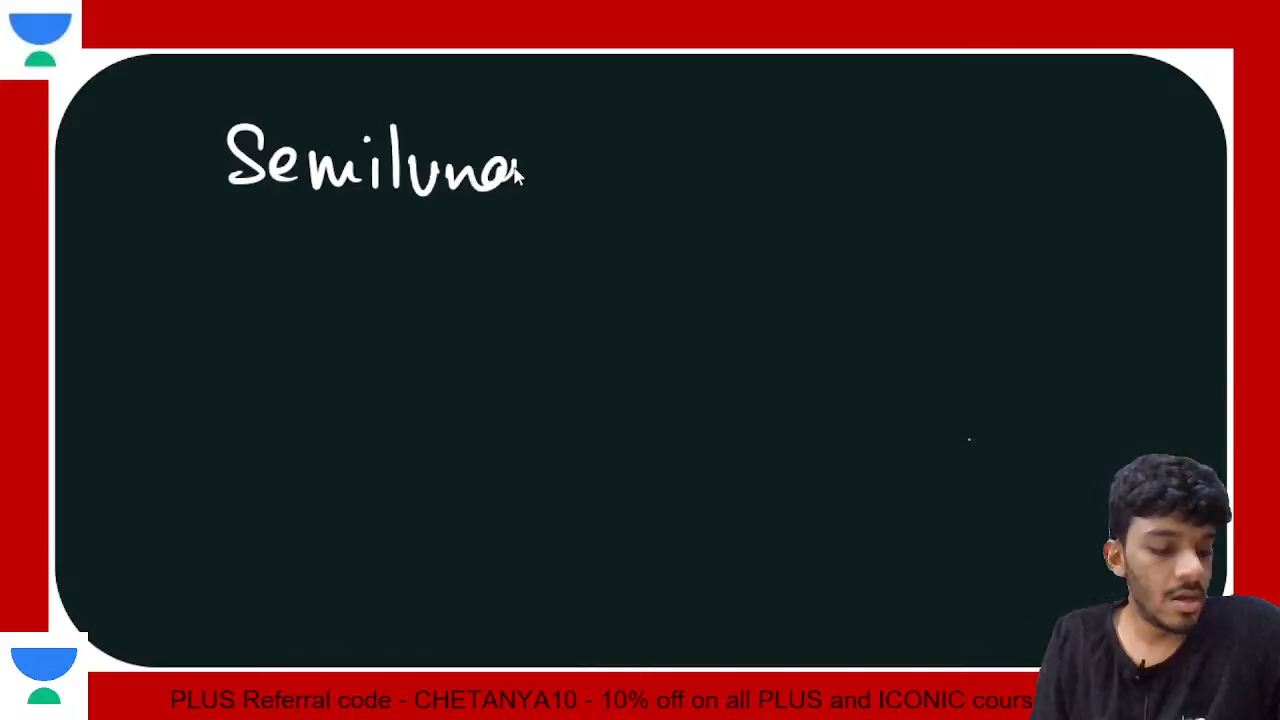 Semiluna
PLUS Referral code - CHETANYA10 - 10% off on all PLUS and ICONIC cours